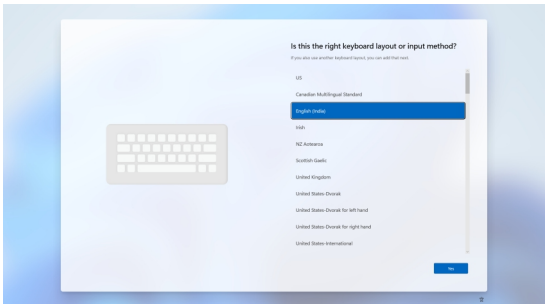 Is this the right keyboard layout or input method?
If you also use another keyboard layout, you can add that next.
US
Canadian Multilingual Standard
English (India)
Irish
NZ Aotearoa
Scottish Gaelic
United Kingdom
United States-Dvorak
United States-Dvorak for left hand
United States-Dvorak for right hand
United States-International
Yes